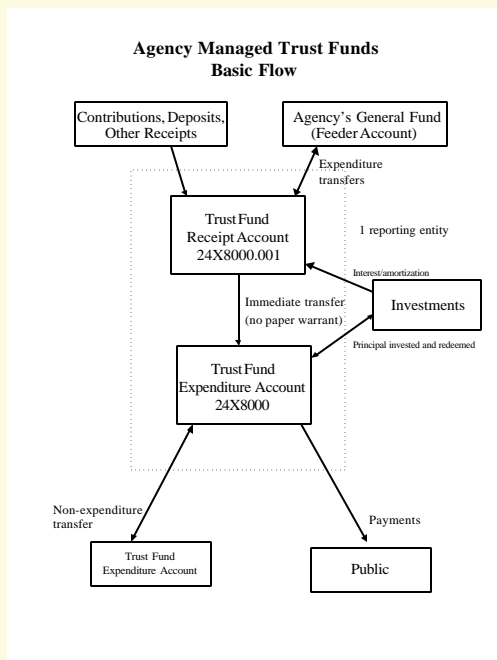 Agency Managed Trust Funds
Basic Flow
Contributions, Deposits,
Other Receipts
Agency's General Fund
(Feeder Account)
Expenditure
transfers
Trust Fund
Receipt Account
24X8000.001
1 reporting entity
Interest/amortization
Investments
Immediate transfer
(no paper warrant)
Principal invested and redeemed
Trust Fund
Expenditure Account
24X8000
Non-expenditure
transfer
Payments
Trust Fund
Expenditure Account
Public